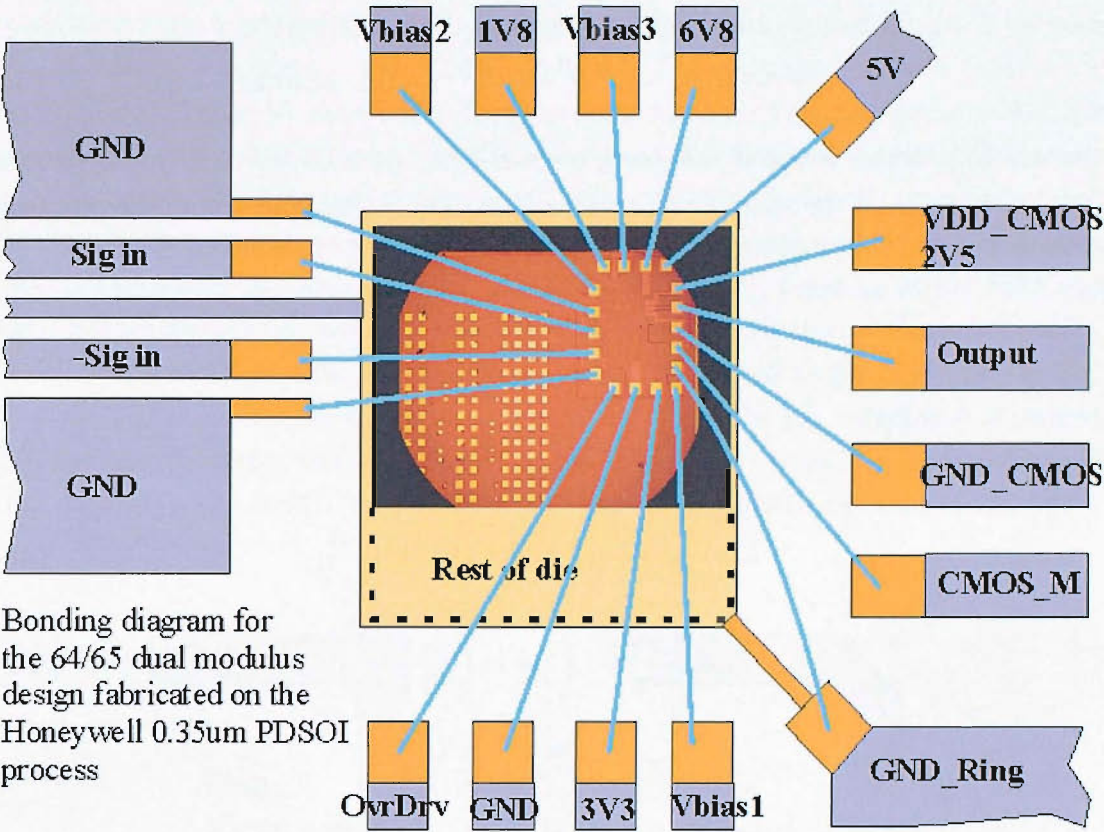 Vbias2
1V8
Vbias3
6V8
5V
GND
VDD_CMOS
2V5
Sig in
-Sig in
Output
GND
GND_CMOS
Rest of die
CMOS_M
Bonding diagram for
the 64/65 dual modulus
design fabricated on the
Honeywell 0.35um PDSOI
process
GND_Ring
OvrDrv
GND
3V3
Vbias1